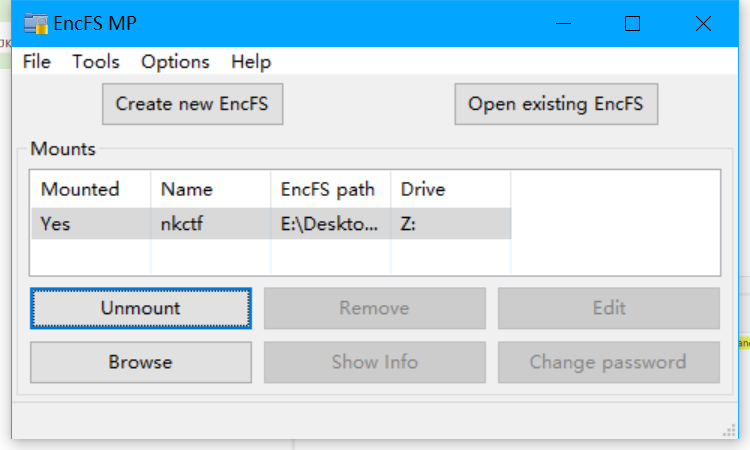 EncFS MP
JK
File Tools Options Help
Create new EncFS Open existing EncFS
Mounts
Mounted Name EncFS path Drive
Yes nkctf E:\Deskto... Z:
Unmount Remove Edit
Browse Show Info Change password